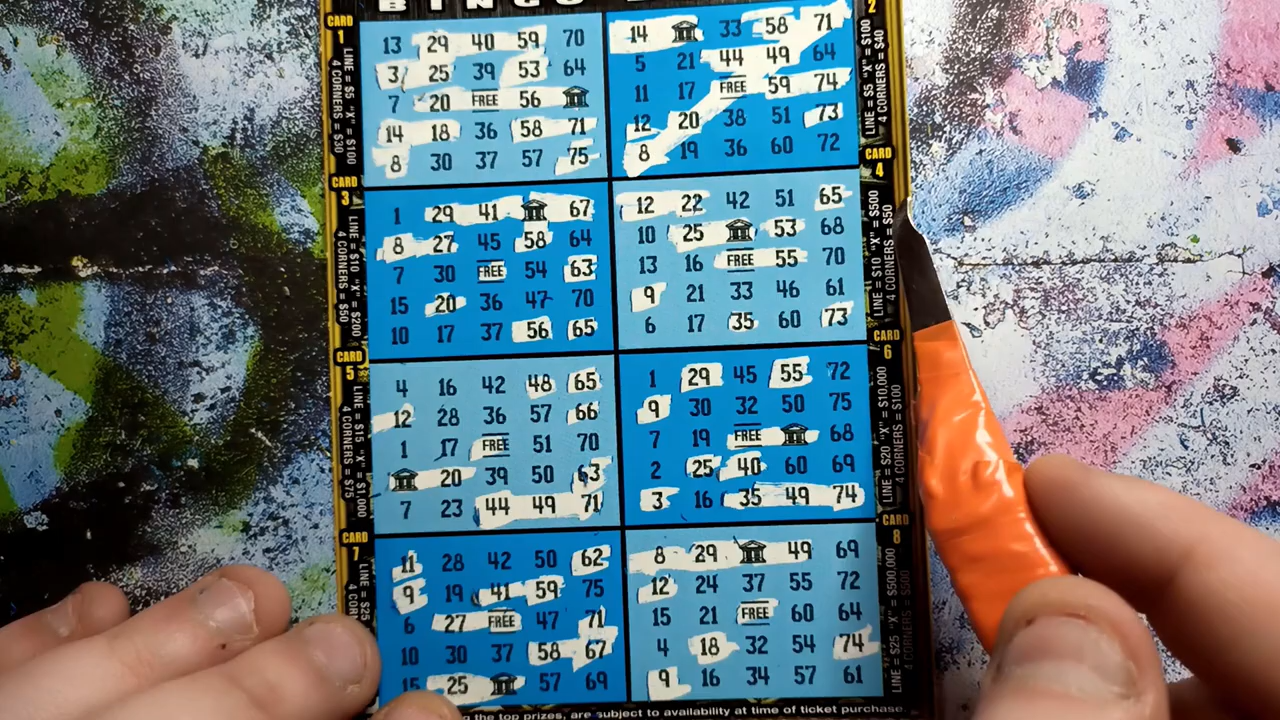 BINGO
CARD 1
LINE = $5 "X" = $100
4 CORNERS = $30
13 29 40 59 70
3 25 39 53 64
7 20 FREE 56
14 18 36 58 71
8 30 37 57 75
CARD 2
LINE = $5 "X" = $100
4 CORNERS = $40
14 33 58 71
5 21 44 49 64
11 17 FREE 59 74
12 20 38 51 73
8 19 36 60 72
CARD 3
LINE = $10 "X" = $200
4 CORNERS = $50
1 29 41 67
8 27 45 58 64
7 30 FREE 54 63
15 20 36 47 70
10 17 37 56 65
CARD 4
LINE = $10 "X" = $500
4 CORNERS = $50
12 22 42 51 65
10 25 53 68
13 16 FREE 55 70
9 21 33 46 61
6 17 35 60 73
CARD 5
LINE = $15 "X" = $1,000
4 CORNERS = $75
4 16 42 48 65
12 28 36 57 66
1 17 FREE 51 70
20 39 50 63
7 23 44 49 71
CARD 6
LINE = $20 "X" = $10,000
4 CORNERS = $100
1 29 45 55 72
9 30 32 50 75
7 19 FREE 68
2 25 40 60 69
3 16 35 49 74
CARD 7
LINE = $25
11 28 42 50 62
9 19 41 59 75
6 27 FREE 47 71
10 30 37 58 67
15 25 57 69
CARD 8
LINE = $25 "X" = $500,000
4 CORNERS = $500
8 29 49 69
12 24 37 55 72
15 21 FREE 60 64
4 18 32 54 74
9 16 34 57 61
the top prizes, are subject to availability at time of ticket purchase.